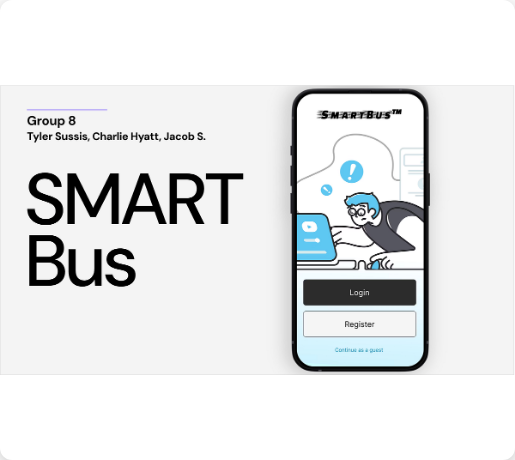 Group 8
Tyler Sussis, Charlie Hyatt, Jacob S.
SMART
Bus
SMARTBUS™
!
!
Login
Register
Continue as a guest